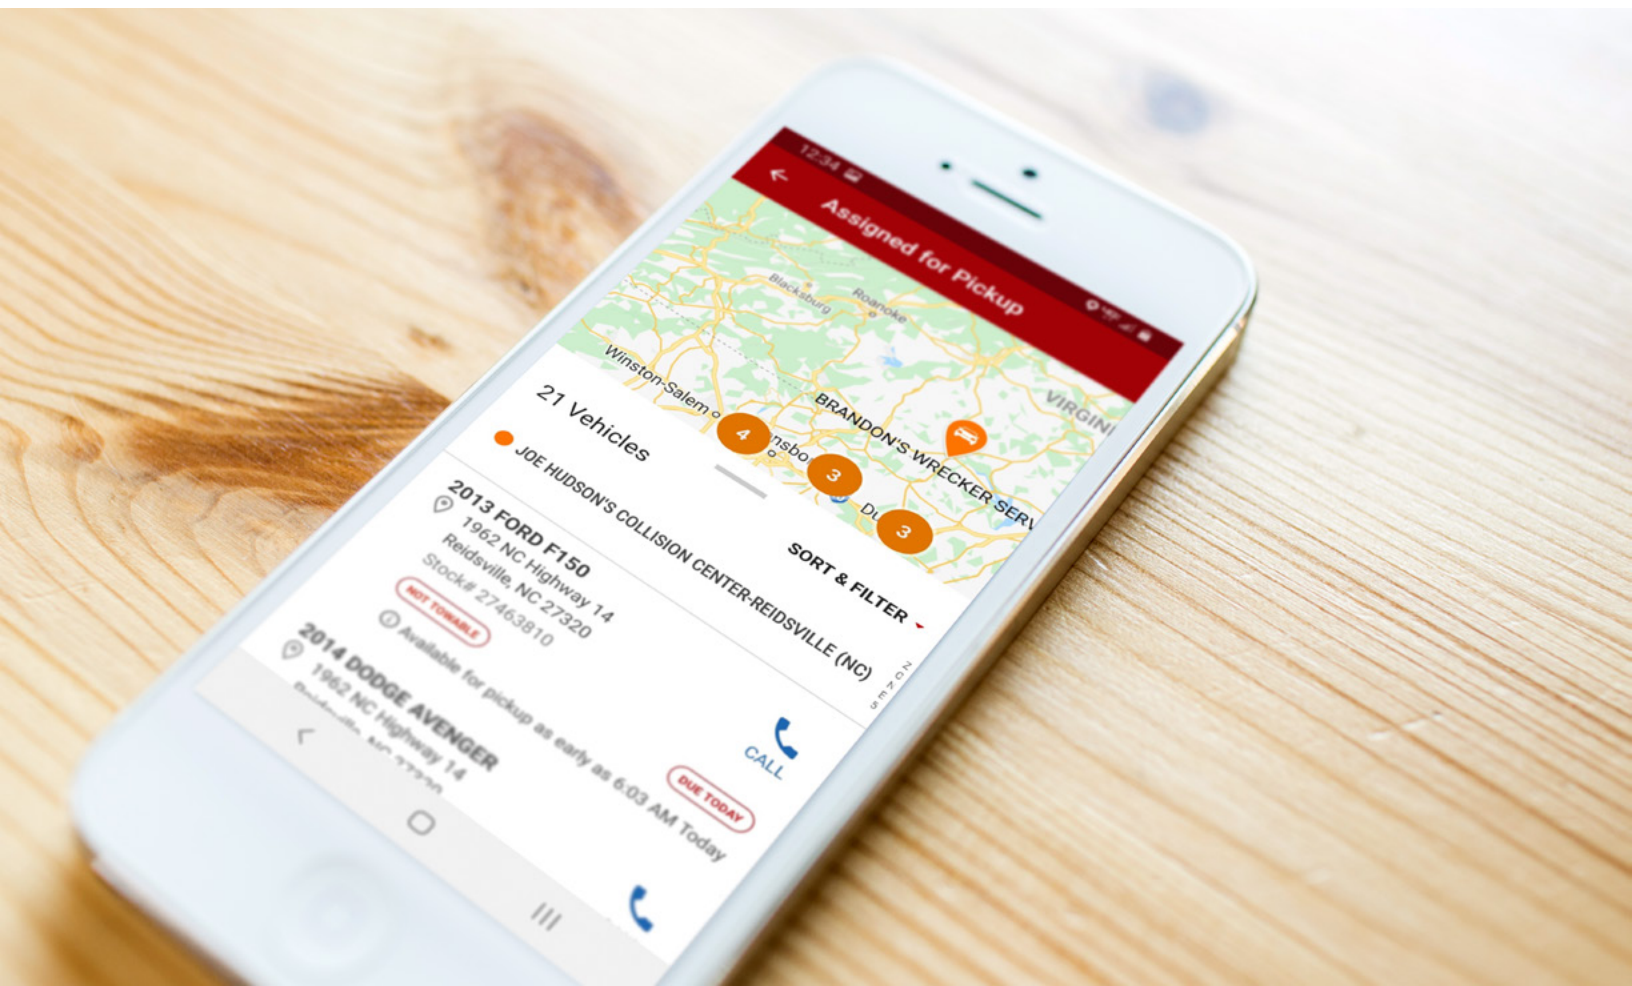 12:34
Assigned for Pickup
Blacksburg
Roanoke
VIRGINI
Winston-Salem
BRANDON'S WRECKER SERV
4
nsbo
3
Du
3
21 Vehicles
SORT & FILTER
JOE HUDSON'S COLLISION CENTER-REIDSVILLE (NC)
2013 FORD F150
1962 NC Highway 14
Reidsville, NC 27320
Stock# 27463810
CALL
NOT TOWABLE
DUE TODAY
Available for pickup as early as 6:03 AM Today
2014 DODGE AVENGER
1962 NC Highway 14